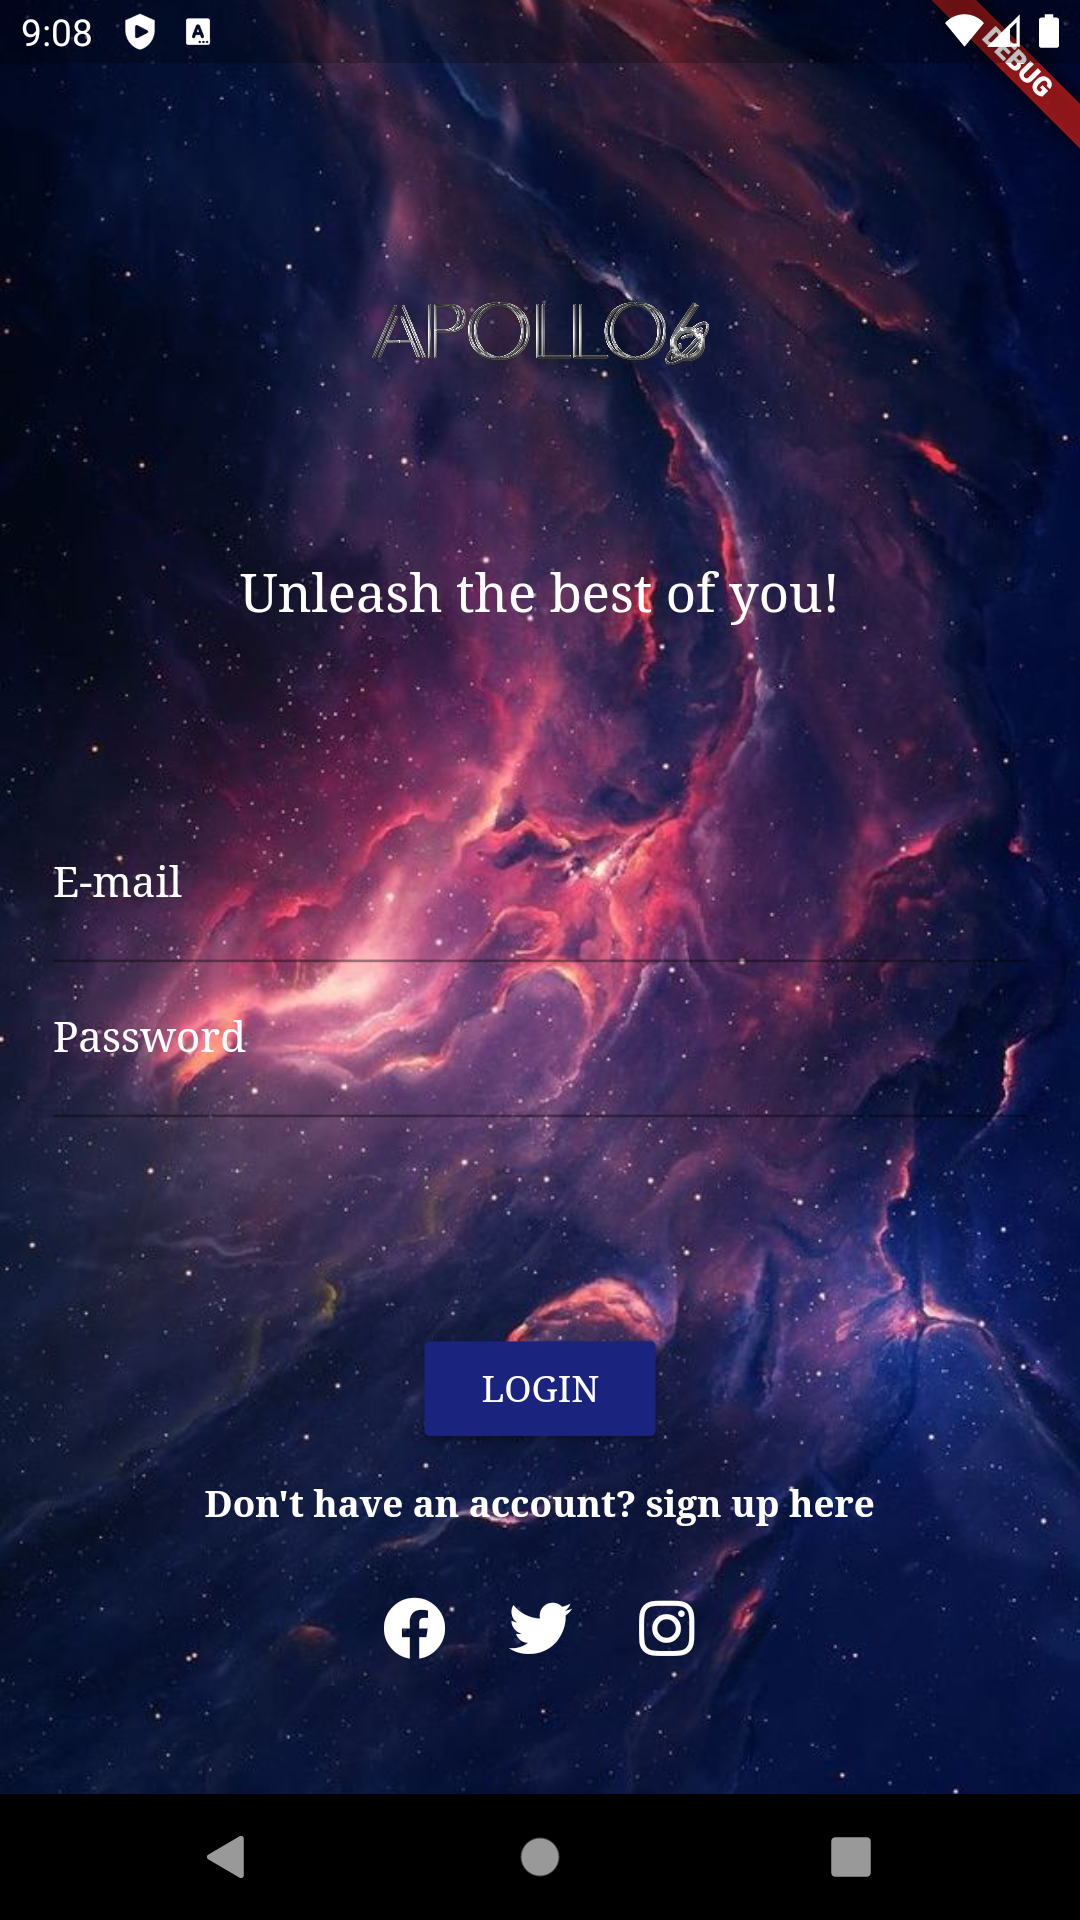 9:08
DEBUG
APOLLO6
Unleash the best of you!
E-mail
Password
LOGIN
Don't have an account? sign up here